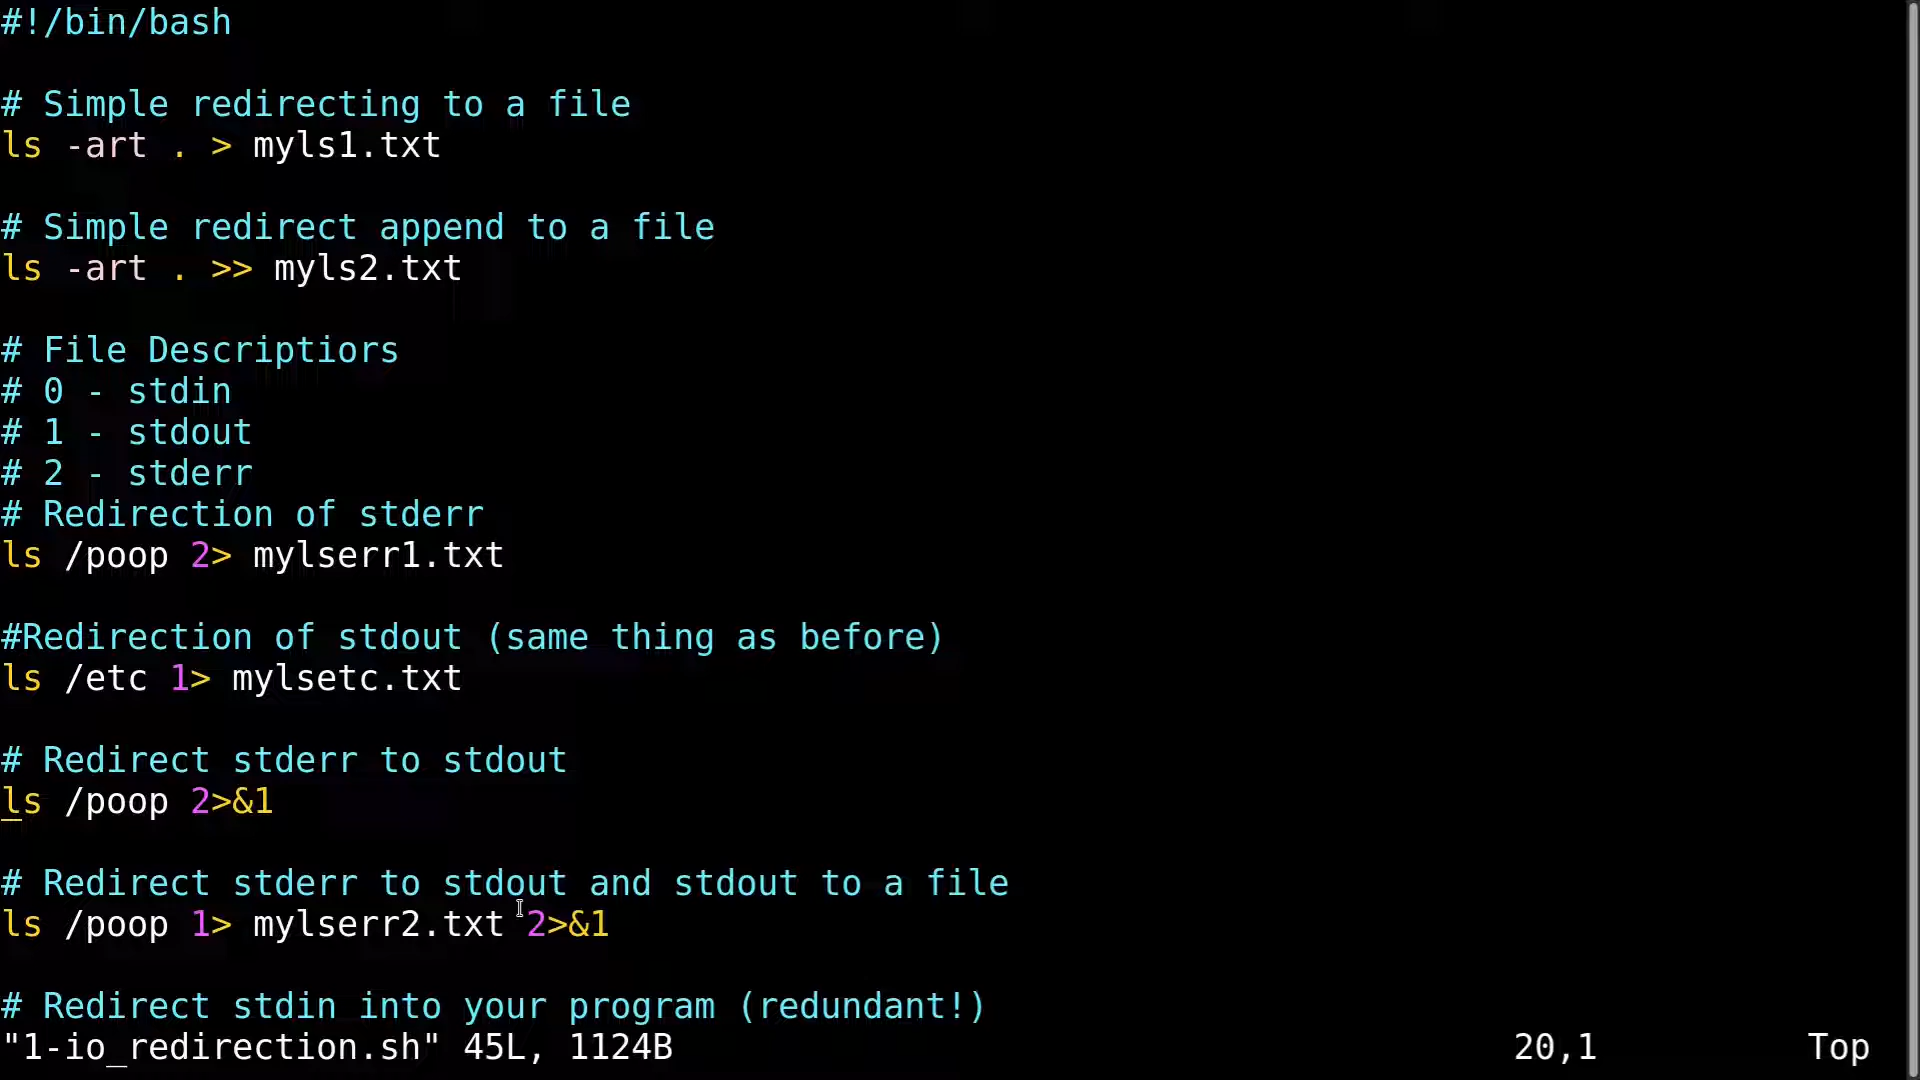 #!/bin/bash
# Simple redirecting to a file
ls -art . > myls1.txt
# Simple redirect append to a file
ls -art . >> myls2.txt
# File Descriptiors
# 0 - stdin
# 1 - stdout
# 2 - stderr
# Redirection of stderr
ls /poop 2> mylserr1.txt
#Redirection of stdout (same thing as before)
ls /etc 1> mylsetc.txt
# Redirect stderr to stdout
ls /poop 2>&1
# Redirect stderr to stdout and stdout to a file
ls /poop 1> mylserr2.txt 2>&1
# Redirect stdin into your program (redundant!)
"1-io_redirection.sh" 45L, 1124B 20,1 Top